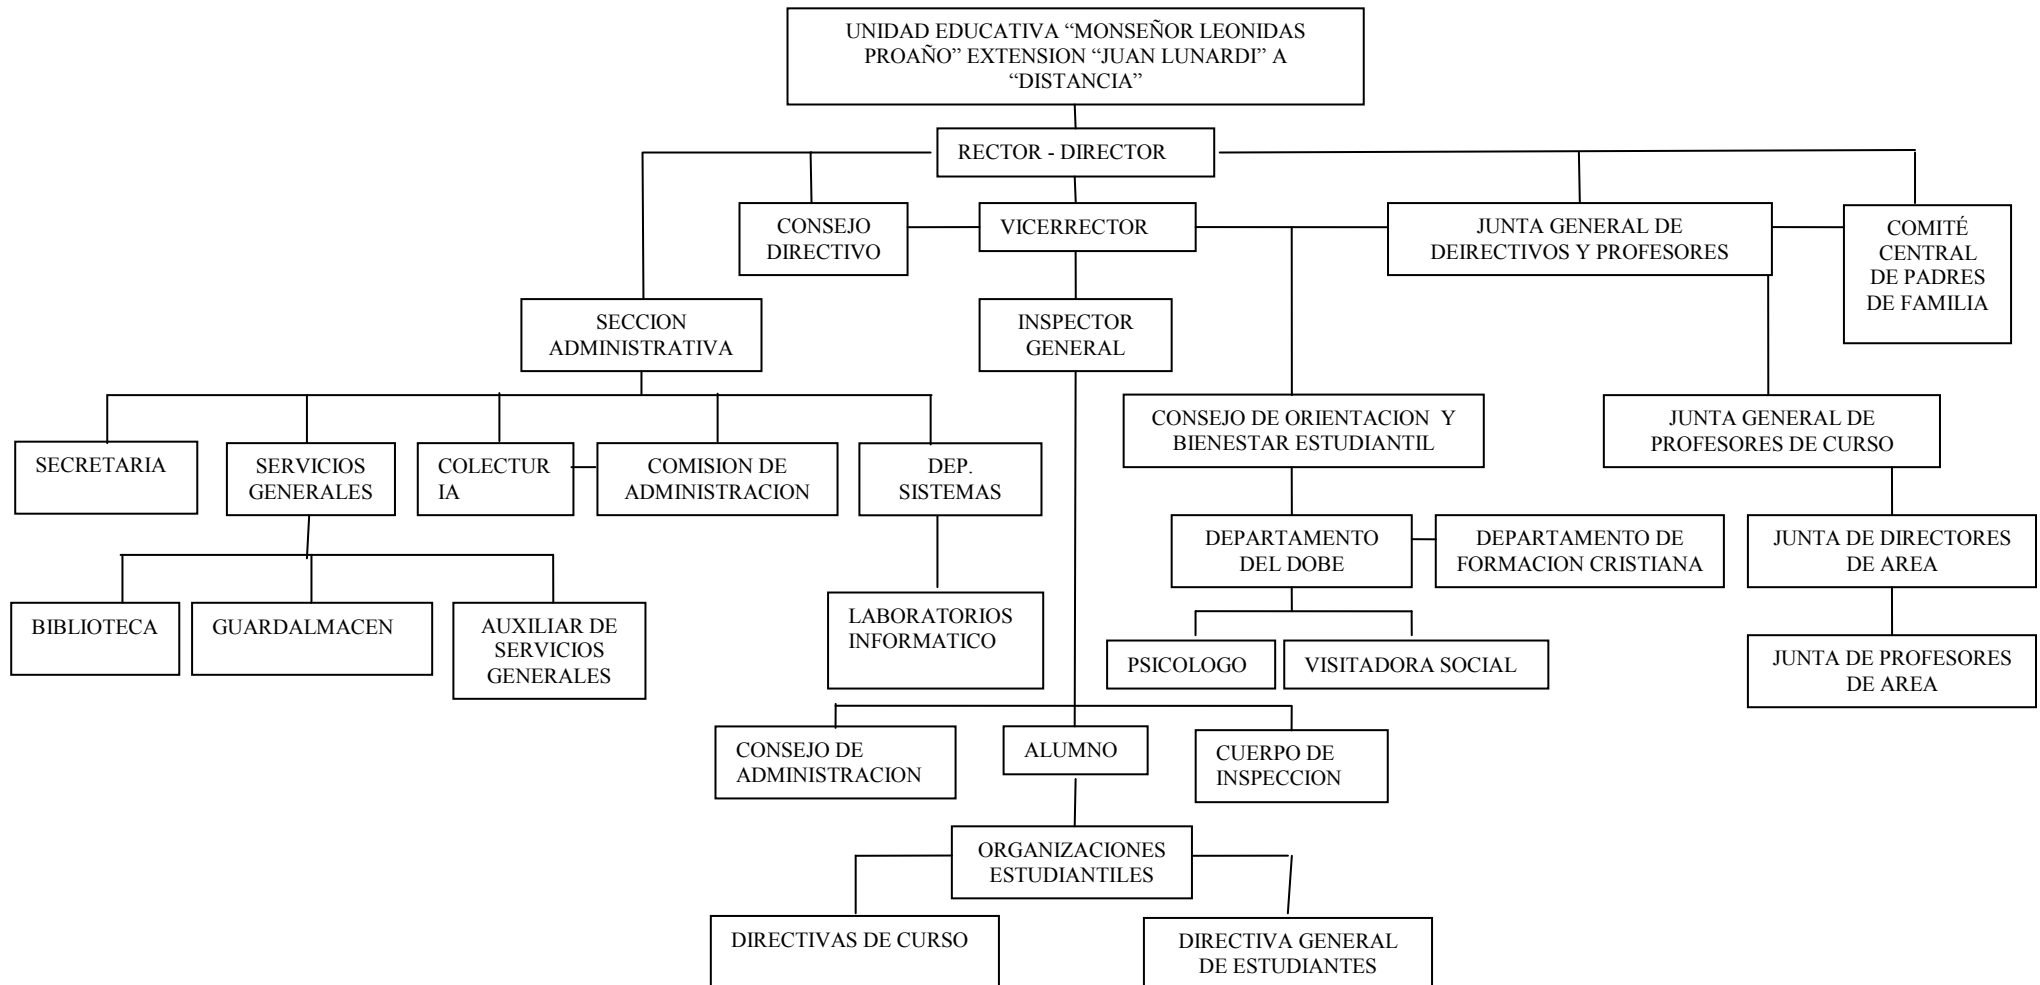 UNIDAD EDUCATIVA “MONSEÑOR LEONIDAS
PROAÑO” EXTENSION “JUAN LUNARDI” A
“DISTANCIA”
RECTOR - DIRECTOR
CONSEJO
DIRECTIVO
VICERRECTOR
JUNTA GENERAL DE
DEIRECTIVOS Y PROFESORES
COMITÉ
CENTRAL
DE PADRES
DE FAMILIA
SECCION
ADMINISTRATIVA
INSPECTOR
GENERAL
CONSEJO DE ORIENTACION Y
BIENESTAR ESTUDIANTIL
JUNTA GENERAL DE
PROFESORES DE CURSO
SECRETARIA
SERVICIOS
GENERALES
COLECTUR
IA
COMISION DE
ADMINISTRACION
DEP.
SISTEMAS
DEPARTAMENTO
DEL DOBE
DEPARTAMENTO DE
FORMACION CRISTIANA
JUNTA DE DIRECTORES
DE AREA
BIBLIOTECA
GUARDALMACEN
AUXILIAR DE
SERVICIOS
GENERALES
LABORATORIOS
INFORMATICO
PSICOLOGO
VISITADORA SOCIAL
JUNTA DE PROFESORES
DE AREA
CONSEJO DE
ADMINISTRACION
ALUMNO
CUERPO DE
INSPECCION
ORGANIZACIONES
ESTUDIANTILES
DIRECTIVAS DE CURSO
DIRECTIVA GENERAL
DE ESTUDIANTES